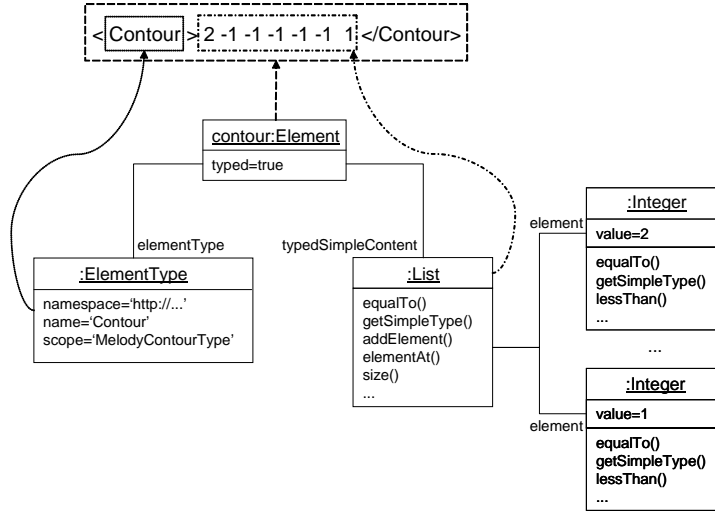 <Contour>2 -1 -1 -1 -1 -1 1 </Contour>
contour:Element
typed=true
elementType
typedSimpleContent
:ElementType
namespace=‘http://...’
name=‘Contour’
scope=‘MelodyContourType’
:List
equalTo()
getSimpleType()
addElement()
elementAt()
size()
...
element
:Integer
value=2
equalTo()
getSimpleType()
lessThan()
...
...
element
:Integer
value=1
equalTo()
getSimpleType()
lessThan()
...